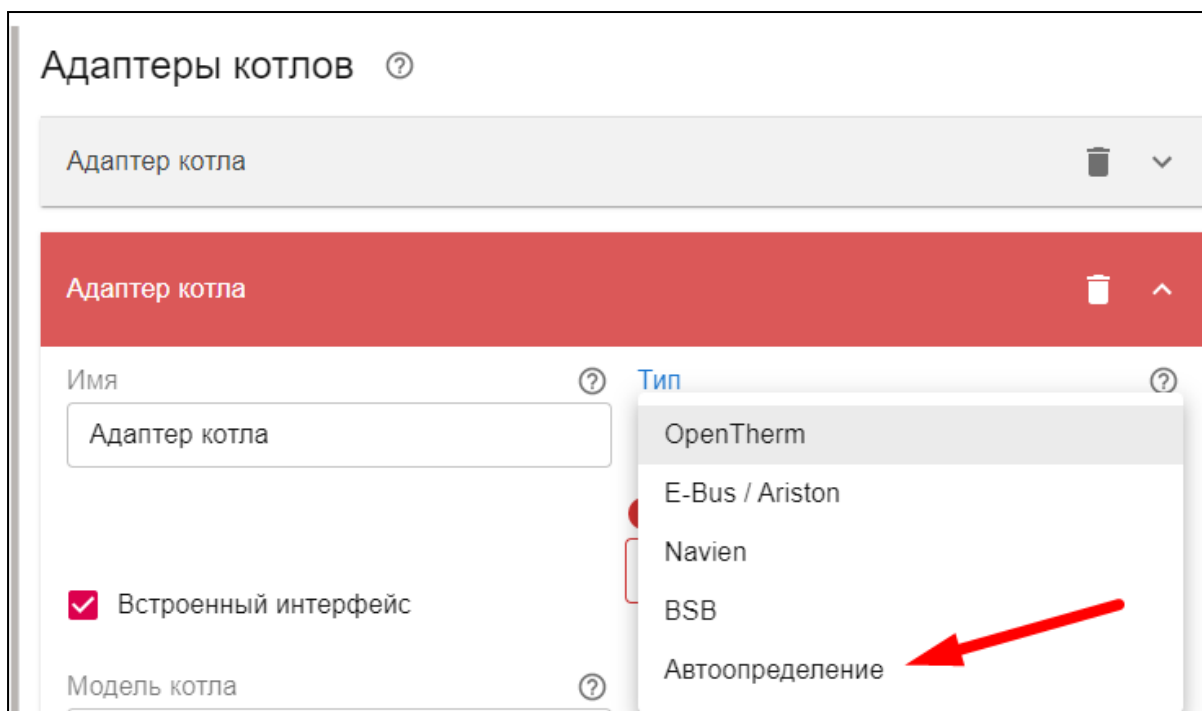 Адаптеры котлов
Адаптер котла
Адаптер котла
Имя
Тип
Адаптер котла
OpenTherm
E-Bus / Ariston
Navien
BSB
Автоопределение
Встроенный интерфейс
Модель котла